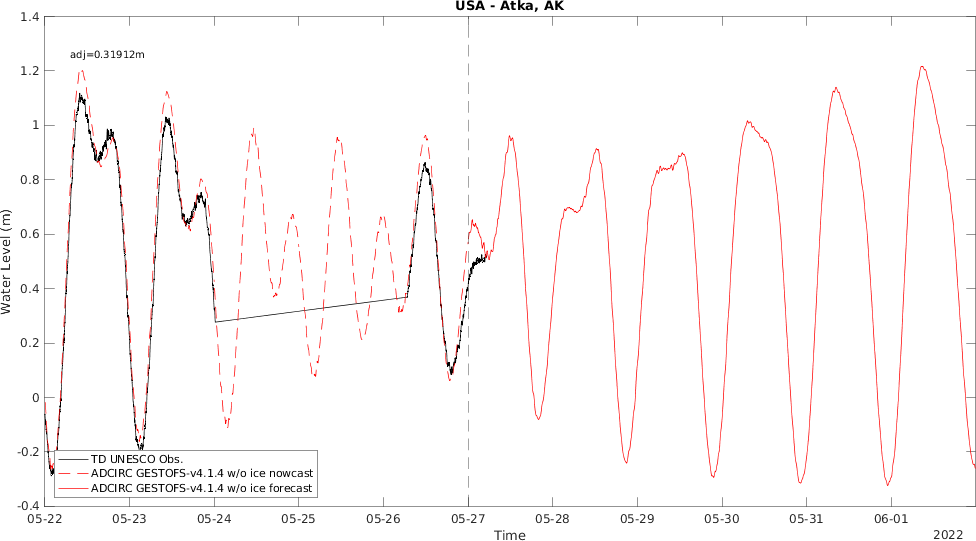 USA - Atka, AK
1.4
adj=0.31912m
1.2
1
0.8
0.6
0.4
0.2
0
-0.2
-0.4
Water Level (m)
TD UNESCO Obs.
ADCIRC GESTOFS-v4.1.4 w/o ice nowcast
ADCIRC GESTOFS-v4.1.4 w/o ice forecast
05-22 05-23 05-24 05-25 05-26 05-27 05-28 05-29 05-30 05-31 06-01
Time
2022